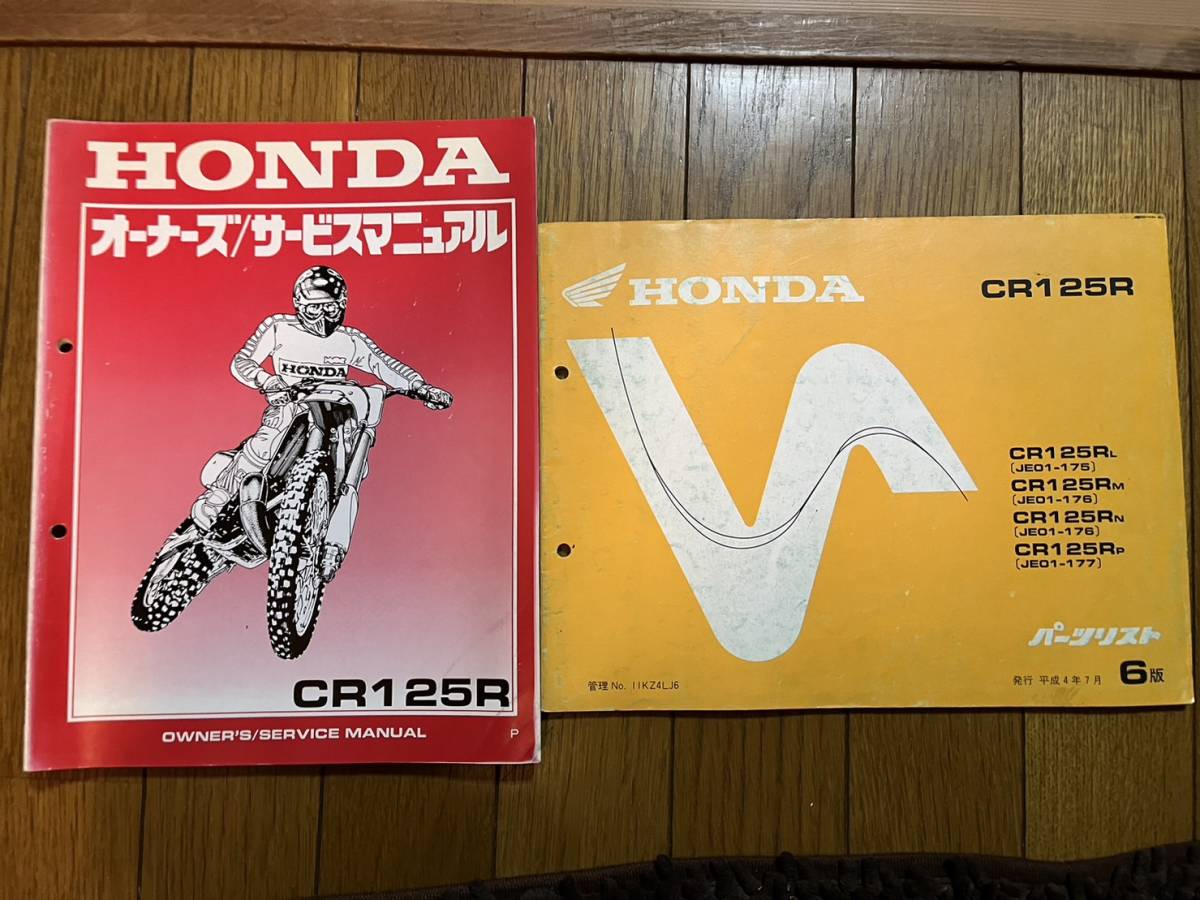 HONDA
オーナーズ/サービスマニュアル
HONDA
CR125R
OWNER'S/SERVICE MANUAL
P
HONDA
CR125R
CR125RL
(JE01-175)
CR125RM
(JE01-176)
CR125RN
(JE01-176)
CR125RP
(JE01-177)
パーツリスト
管理 No. 11KZ4LJ6
発行 平成4年7月 6版